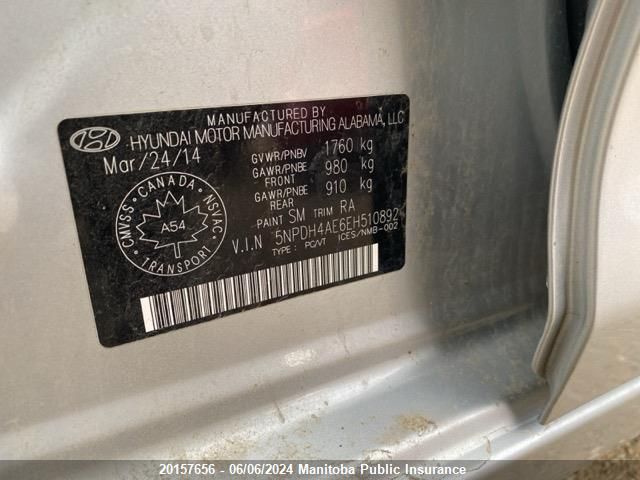 MANUFACTURED BY
HYUNDAI MOTOR MANUFACTURING ALABAMA, LLC
Mar/24/14
GVWR/PNBV 1760 kg
GAWR/PNBE FRONT 980 kg
GAWR/PNBE REAR 910 kg
PAINT SM TRIM RA
V.I.N 5NPDH4AE6EH510892
TYPE : PC/VT ICES/NMB-002
CANADA
CMVSS NSVAC
A54
TRANSPORT
20157656 - 06/06/2024 Manitoba Public Insurance